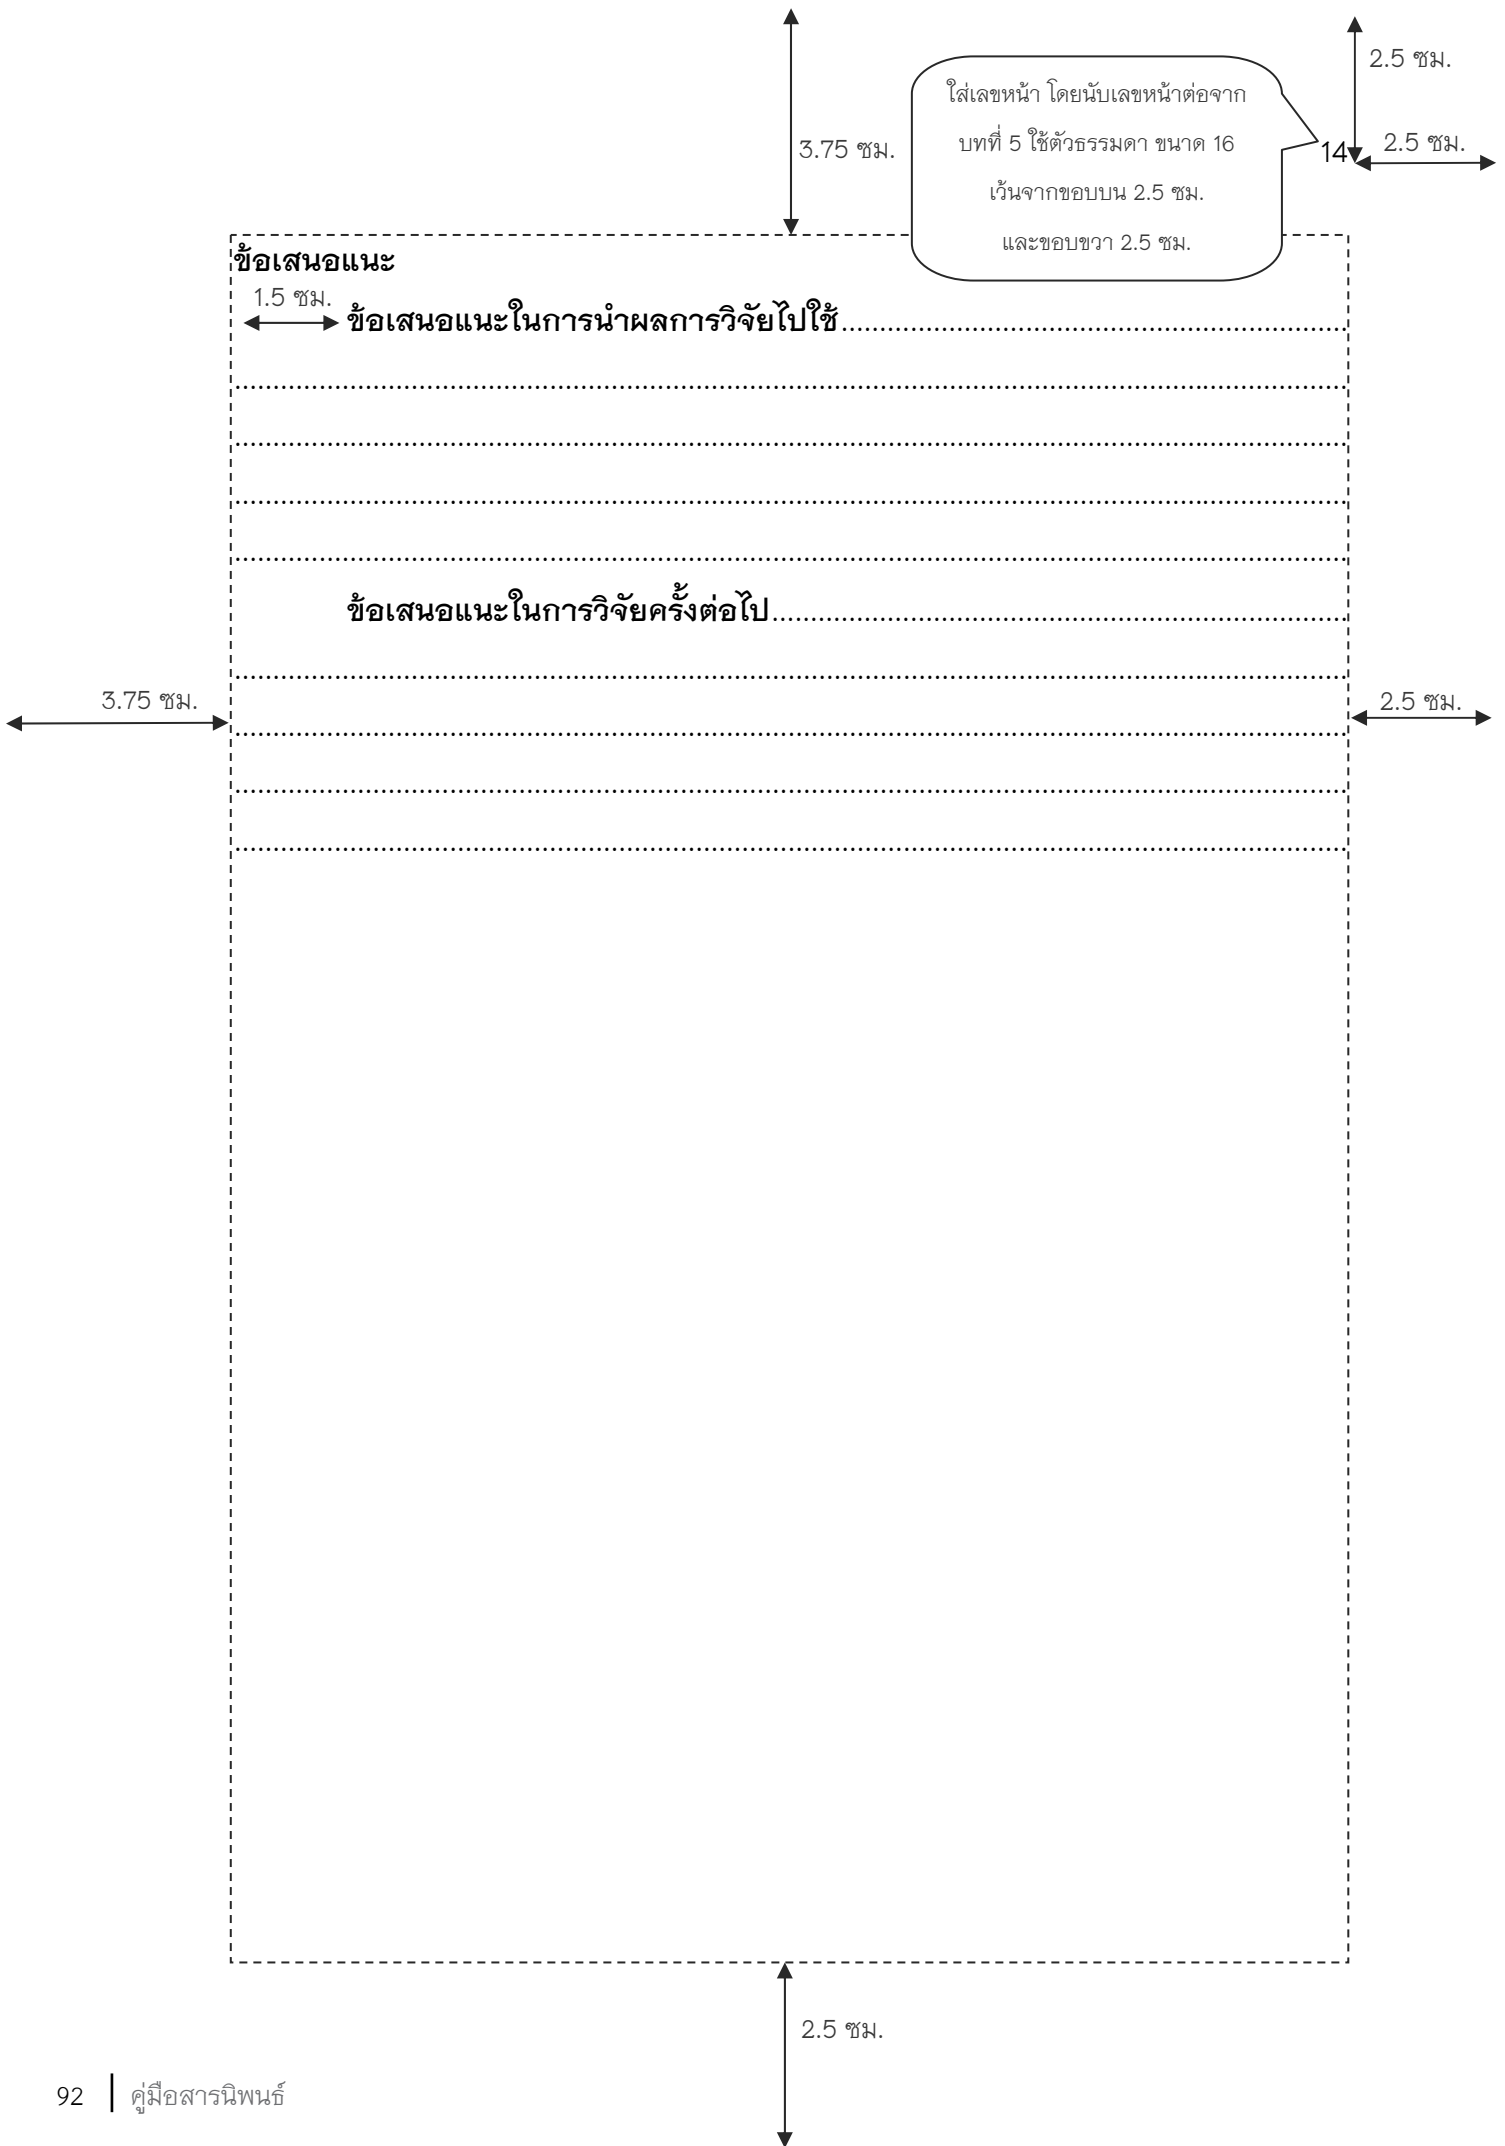 2.5 ซม.
ใส่เลขหน้า โดยนับเลขหน้าต่อจาก
บทที่ 5 ใช้ตัวธรรมดา ขนาด 16
เว้นจากขอบบน 2.5 ซม.
และขอบขวา 2.5 ซม.
3.75 ซม.
14
2.5 ซม.
ข้อเสนอแนะ
1.5 ซม.
ข้อเสนอแนะในการนำผลการวิจัยไปใช้
ข้อเสนอแนะในการวิจัยครั้งต่อไป
3.75 ซม.
2.5 ซม.
2.5 ซม.
92 | คู่มือสารนิพนธ์